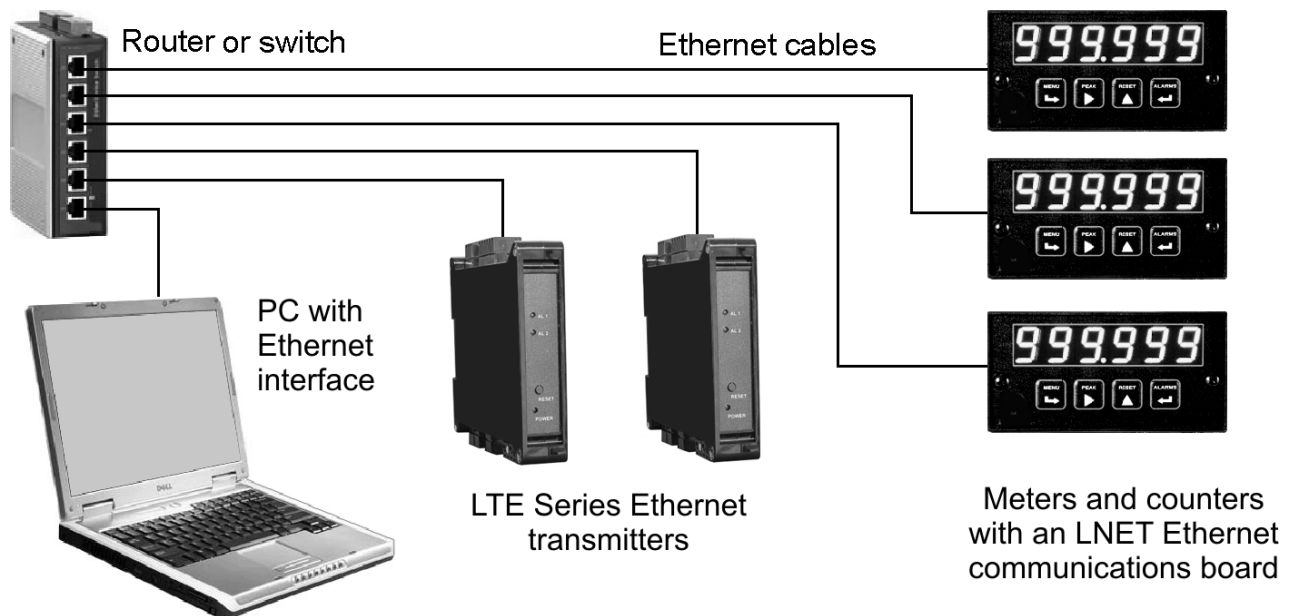 Router or switch
Ethernet cables
999.999
MENU PEAK RESET ALARMS
999.999
MENU PEAK RESET ALARMS
999.999
MENU PEAK RESET ALARMS
PC with
Ethernet
interface
AL 1
AL 2
RESET
POWER
AL 1
AL 2
RESET
POWER
DELL
LTE Series Ethernet
transmitters
Meters and counters
with an LNET Ethernet
communications board